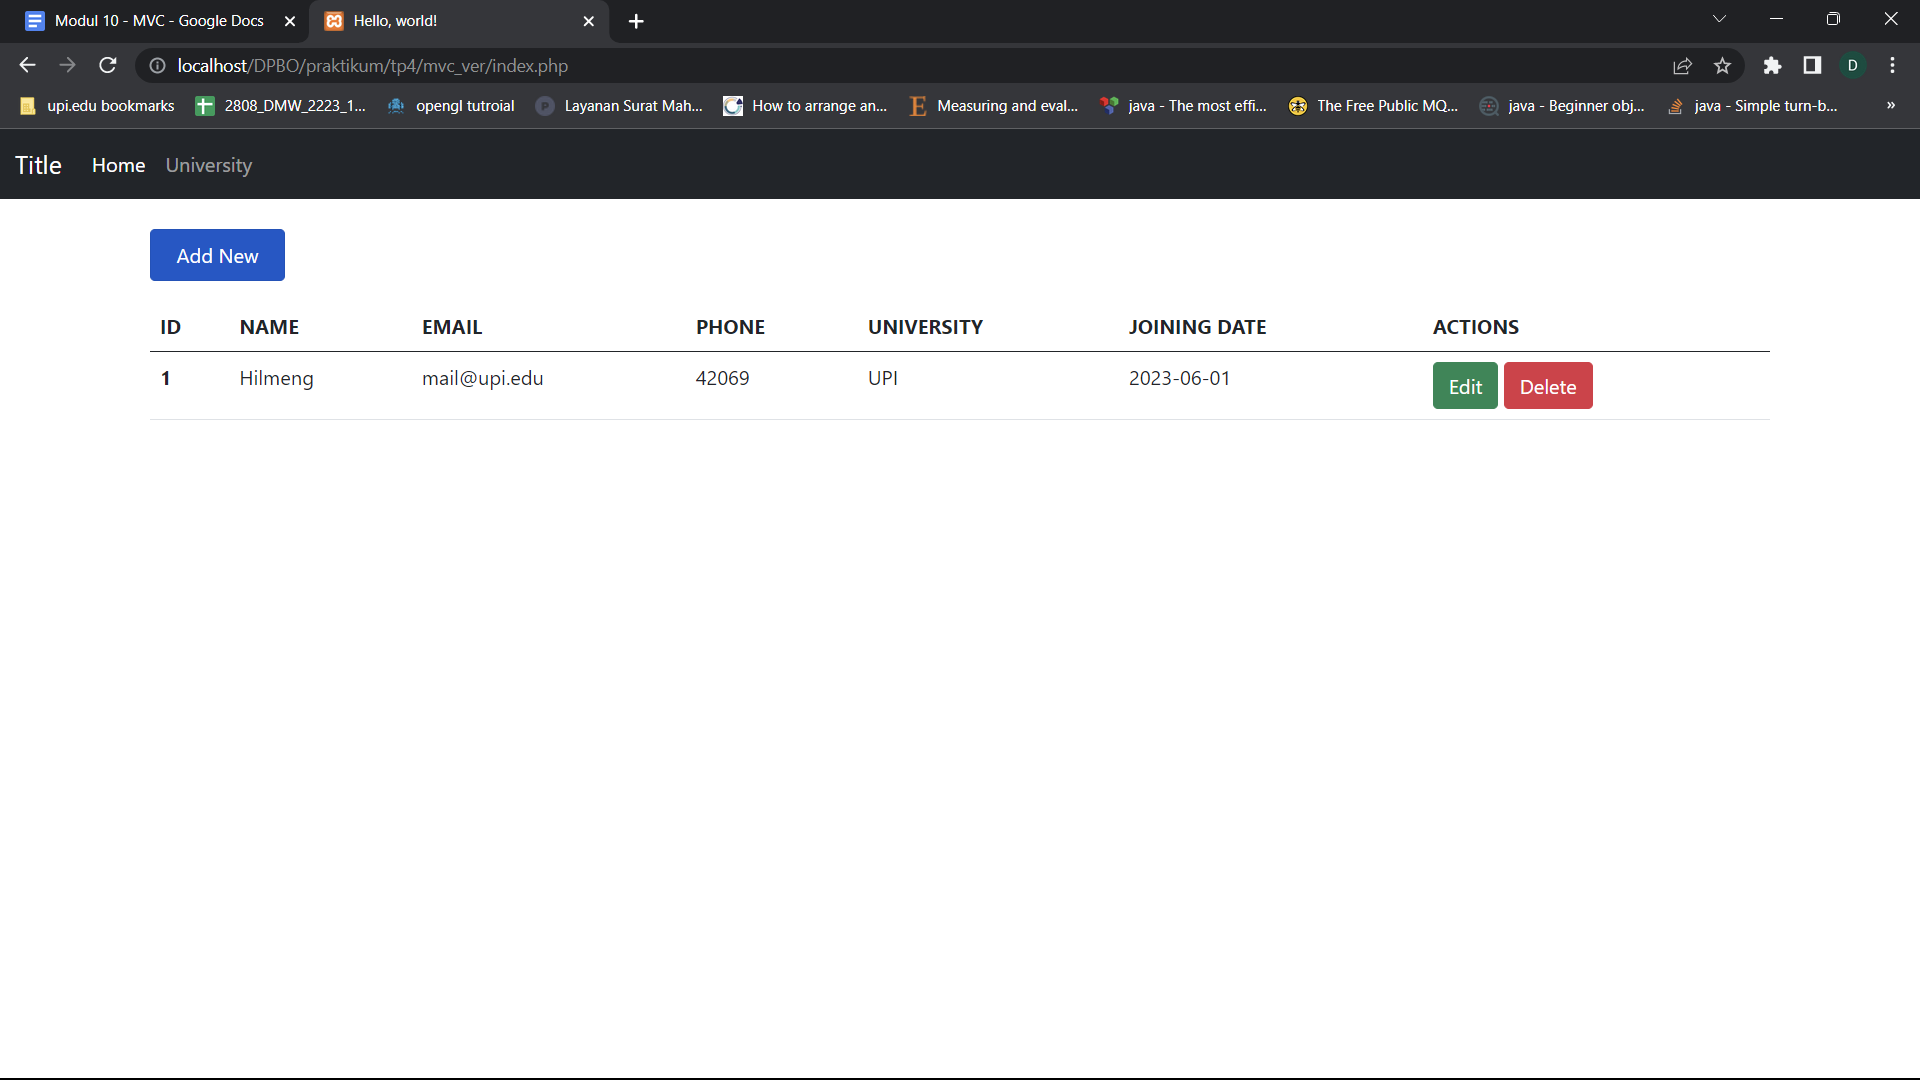 Modul 10 - MVC - Google Docs
Hello, world!
localhost/DPBO/praktikum/tp4/mvc_ver/index.php
D
upi.edu bookmarks
2808_DMW_2223_1...
opengl tutroial
P
Layanan Surat Mah...
How to arrange an...
E
Measuring and eval...
java - The most effi...
The Free Public MQ...
java - Beginner obj...
java - Simple turn-b...
»
Title Home University
Add New
ID NAME EMAIL PHONE UNIVERSITY JOINING DATE ACTIONS
1 Hilmeng mail@upi.edu 42069 UPI 2023-06-01 Edit Delete